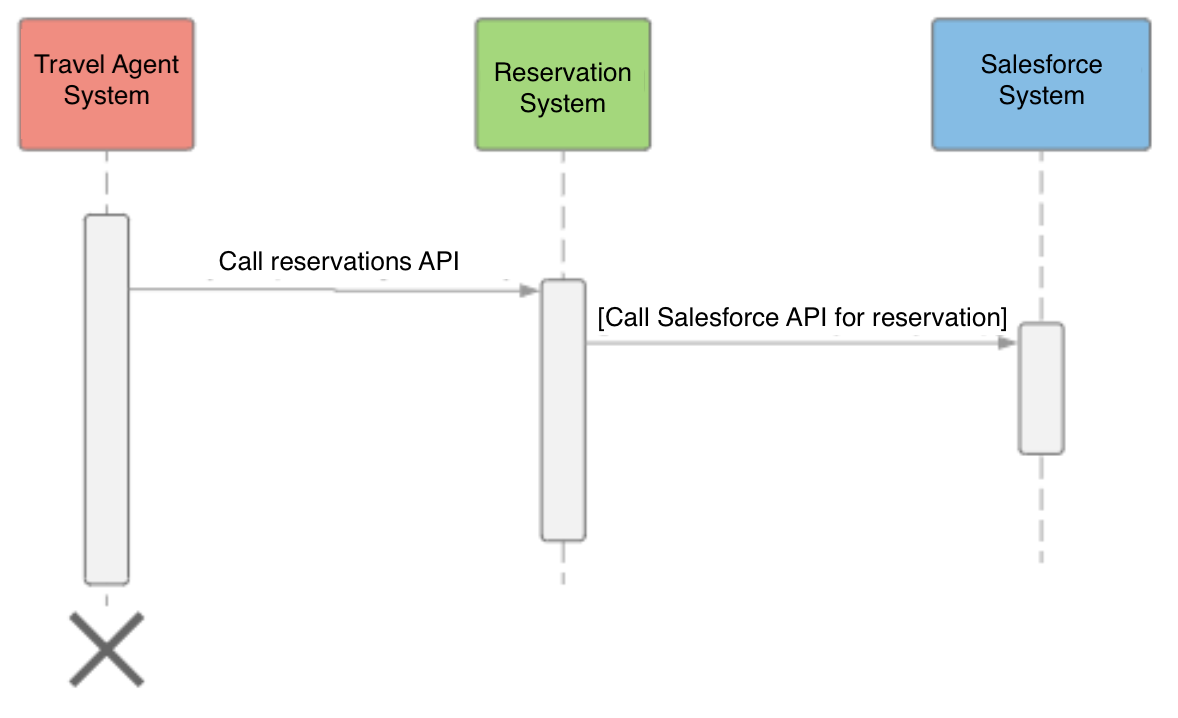 Travel Agent
System
Reservation
System
Salesforce
System
Call reservations API
[Call Salesforce API for reservation]